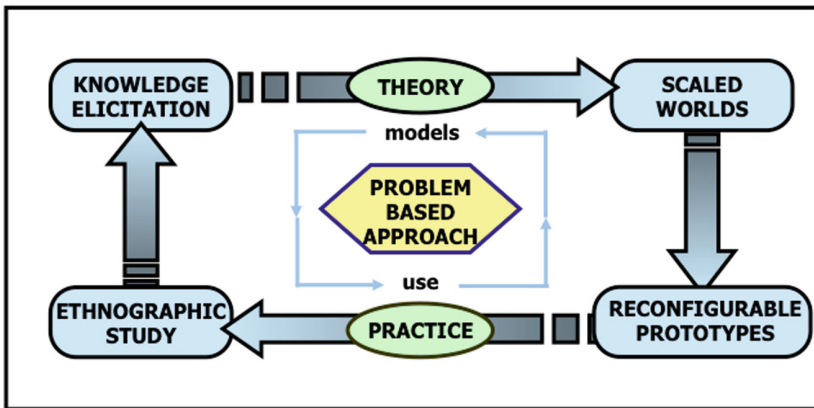 KNOWLEDGE
ELICITATION
THEORY
SCALED
WORLDS
models
PROBLEM
BASED
APPROACH
use
ETHNOGRAPHIC
STUDY
PRACTICE
RECONFIGURABLE
PROTOTYPES